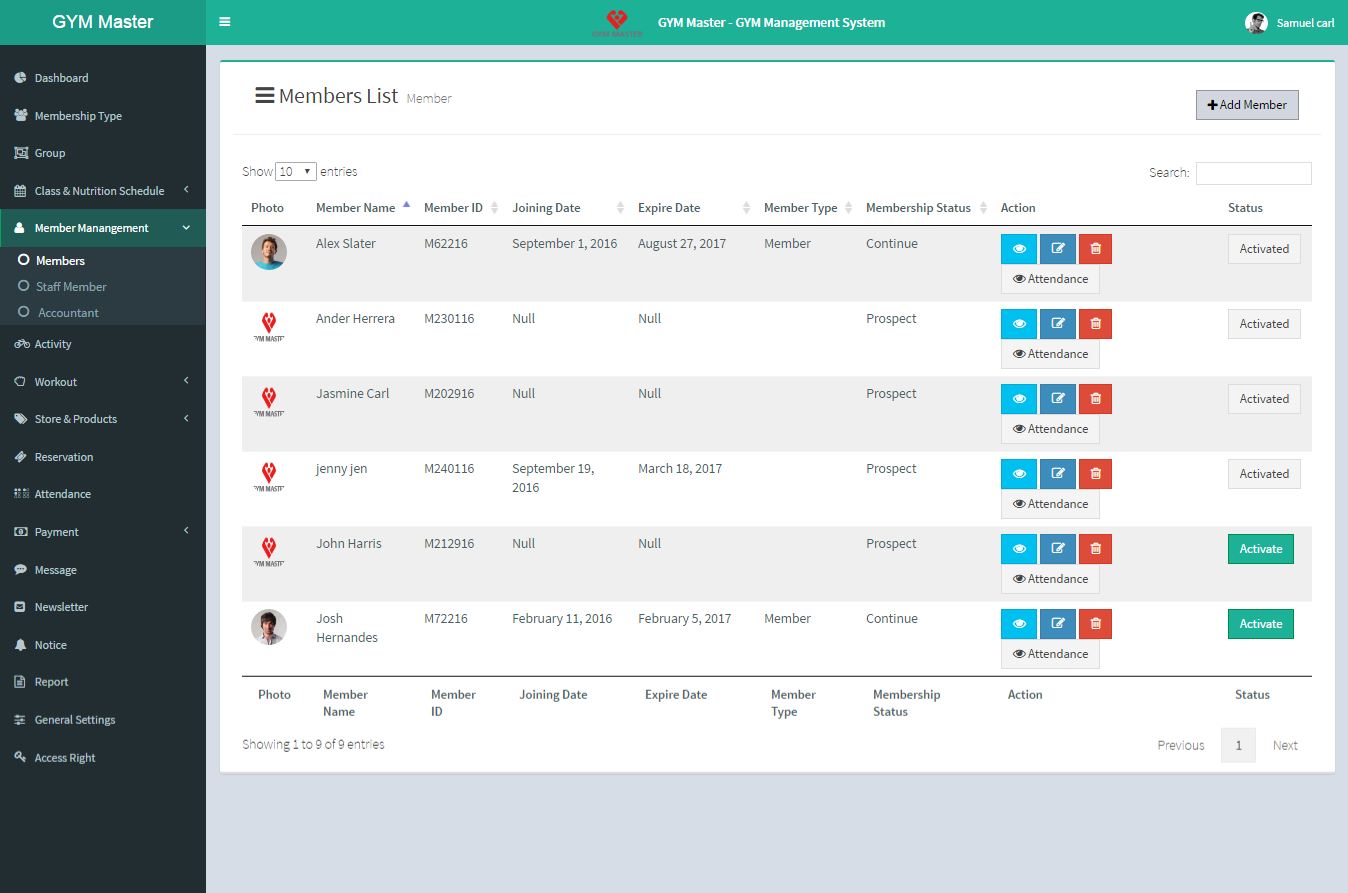 GYM Master
GYM MASTER
GYM Master - GYM Management System
Samuel carl
Dashboard
Membership Type
Group
Class & Nutrition Schedule
Member Manangement
Members
Staff Member
Accountant
Activity
Workout
Store & Products
Reservation
Attendance
Payment
Message
Newsletter
Notice
Report
General Settings
Access Right
Members List Member
Add Member
Show 10 entries
Search:
Photo Member Name Member ID Joining Date Expire Date Member Type Membership Status Action Status
Alex Slater M62216 September 1, 2016 August 27, 2017 Member Continue Activated
Attendance
Ander Herrera M230116 Null Null Prospect Activated
GYM MAST
Attendance
Jasmine Carl M202916 Null Null Prospect Activated
GYM MAST
Attendance
jenny jen M240116 September 19, March 18, 2017 Prospect Activated
GYM MAST
2016
Attendance
John Harris M212916 Null Null Prospect Activate
GYM MAST
Attendance
Josh M72216 February 11, 2016 February 5, 2017 Member Continue Activate
Hernandes
Attendance
Photo Member Member Joining Date Expire Date Member Membership Action Status
Name ID Type Status
Showing 1 to 9 of 9 entries
Previous 1 Next